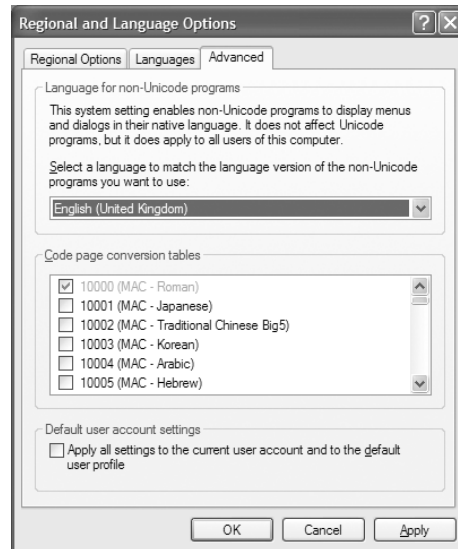 Regional and Language Options
Regional Options Languages Advanced
Language for non-Unicode programs
This system setting enables non-Unicode programs to display menus
and dialogs in their native language. It does not affect Unicode
programs, but it does apply to all users of this computer.
Select a language to match the language version of the non-Unicode
programs you want to use:
English (United Kingdom)
Code page conversion tables
10000 (MAC - Roman)
10001 (MAC - Japanese)
10002 (MAC - Traditional Chinese Big5)
10003 (MAC - Korean)
10004 (MAC - Arabic)
10005 (MAC - Hebrew)
Default user account settings
Apply all settings to the current user account and to the default
user profile
OK Cancel Apply